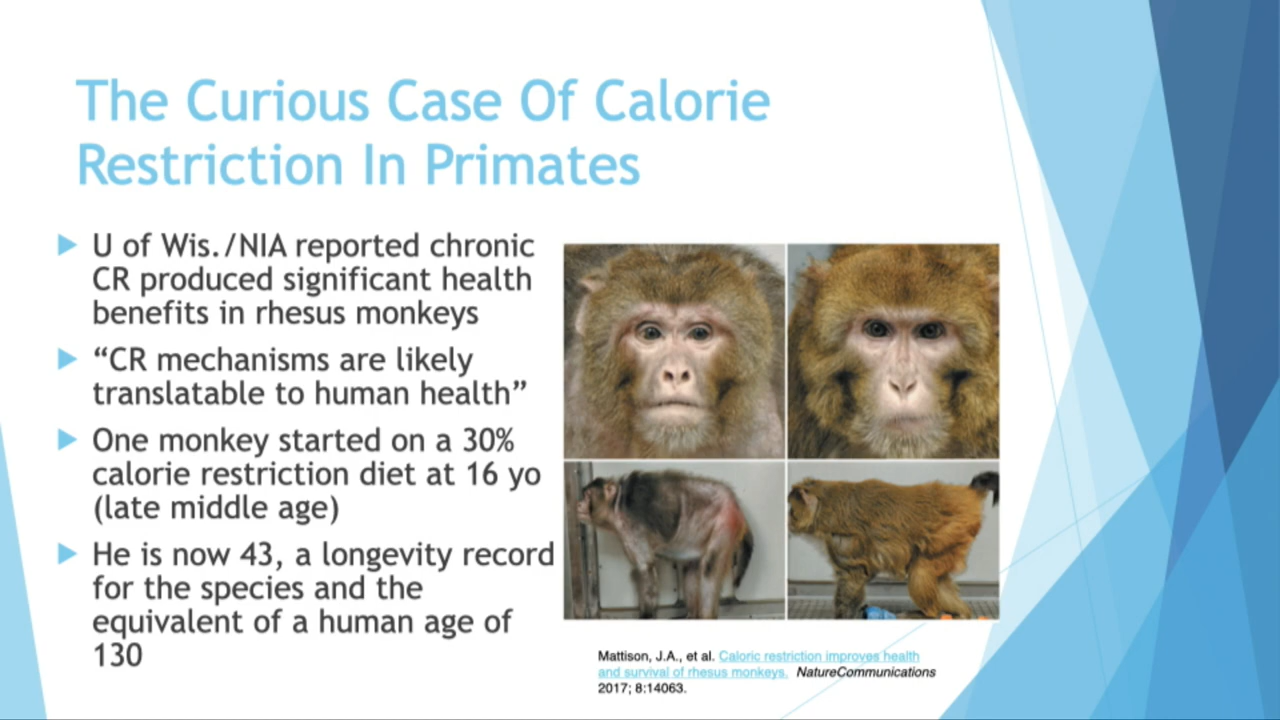 The Curious Case Of Calorie
Restriction In Primates
U of Wis./NIA reported chronic
CR produced significant health
benefits in rhesus monkeys
“CR mechanisms are likely
translatable to human health”
One monkey started on a 30%
calorie restriction diet at 16 yo
(late middle age)
He is now 43, a longevity record
for the species and the
equivalent of a human age of
130
Mattison, J.A., et al. Caloric restriction improves health
and survival of rhesus monkeys. NatureCommunications
2017; 8:14063.